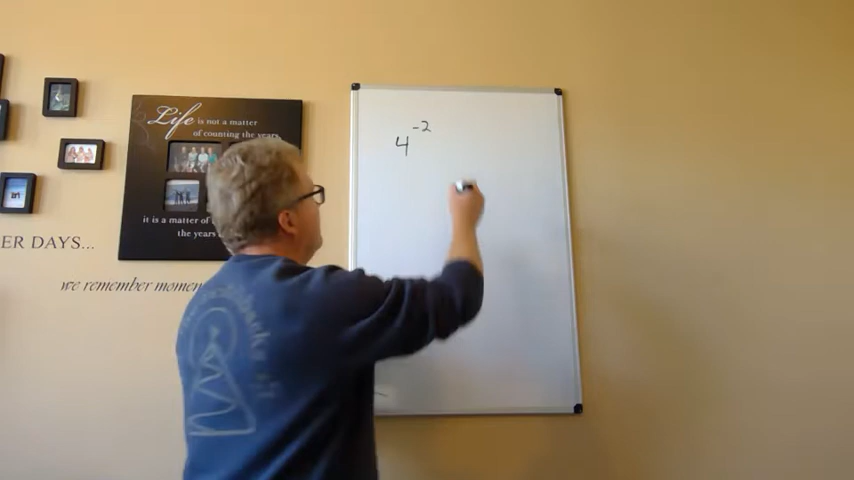 4⁻²
Life is not a matter
of counting the years
it is a matter of
the years
ER DAYS...
we remember momen